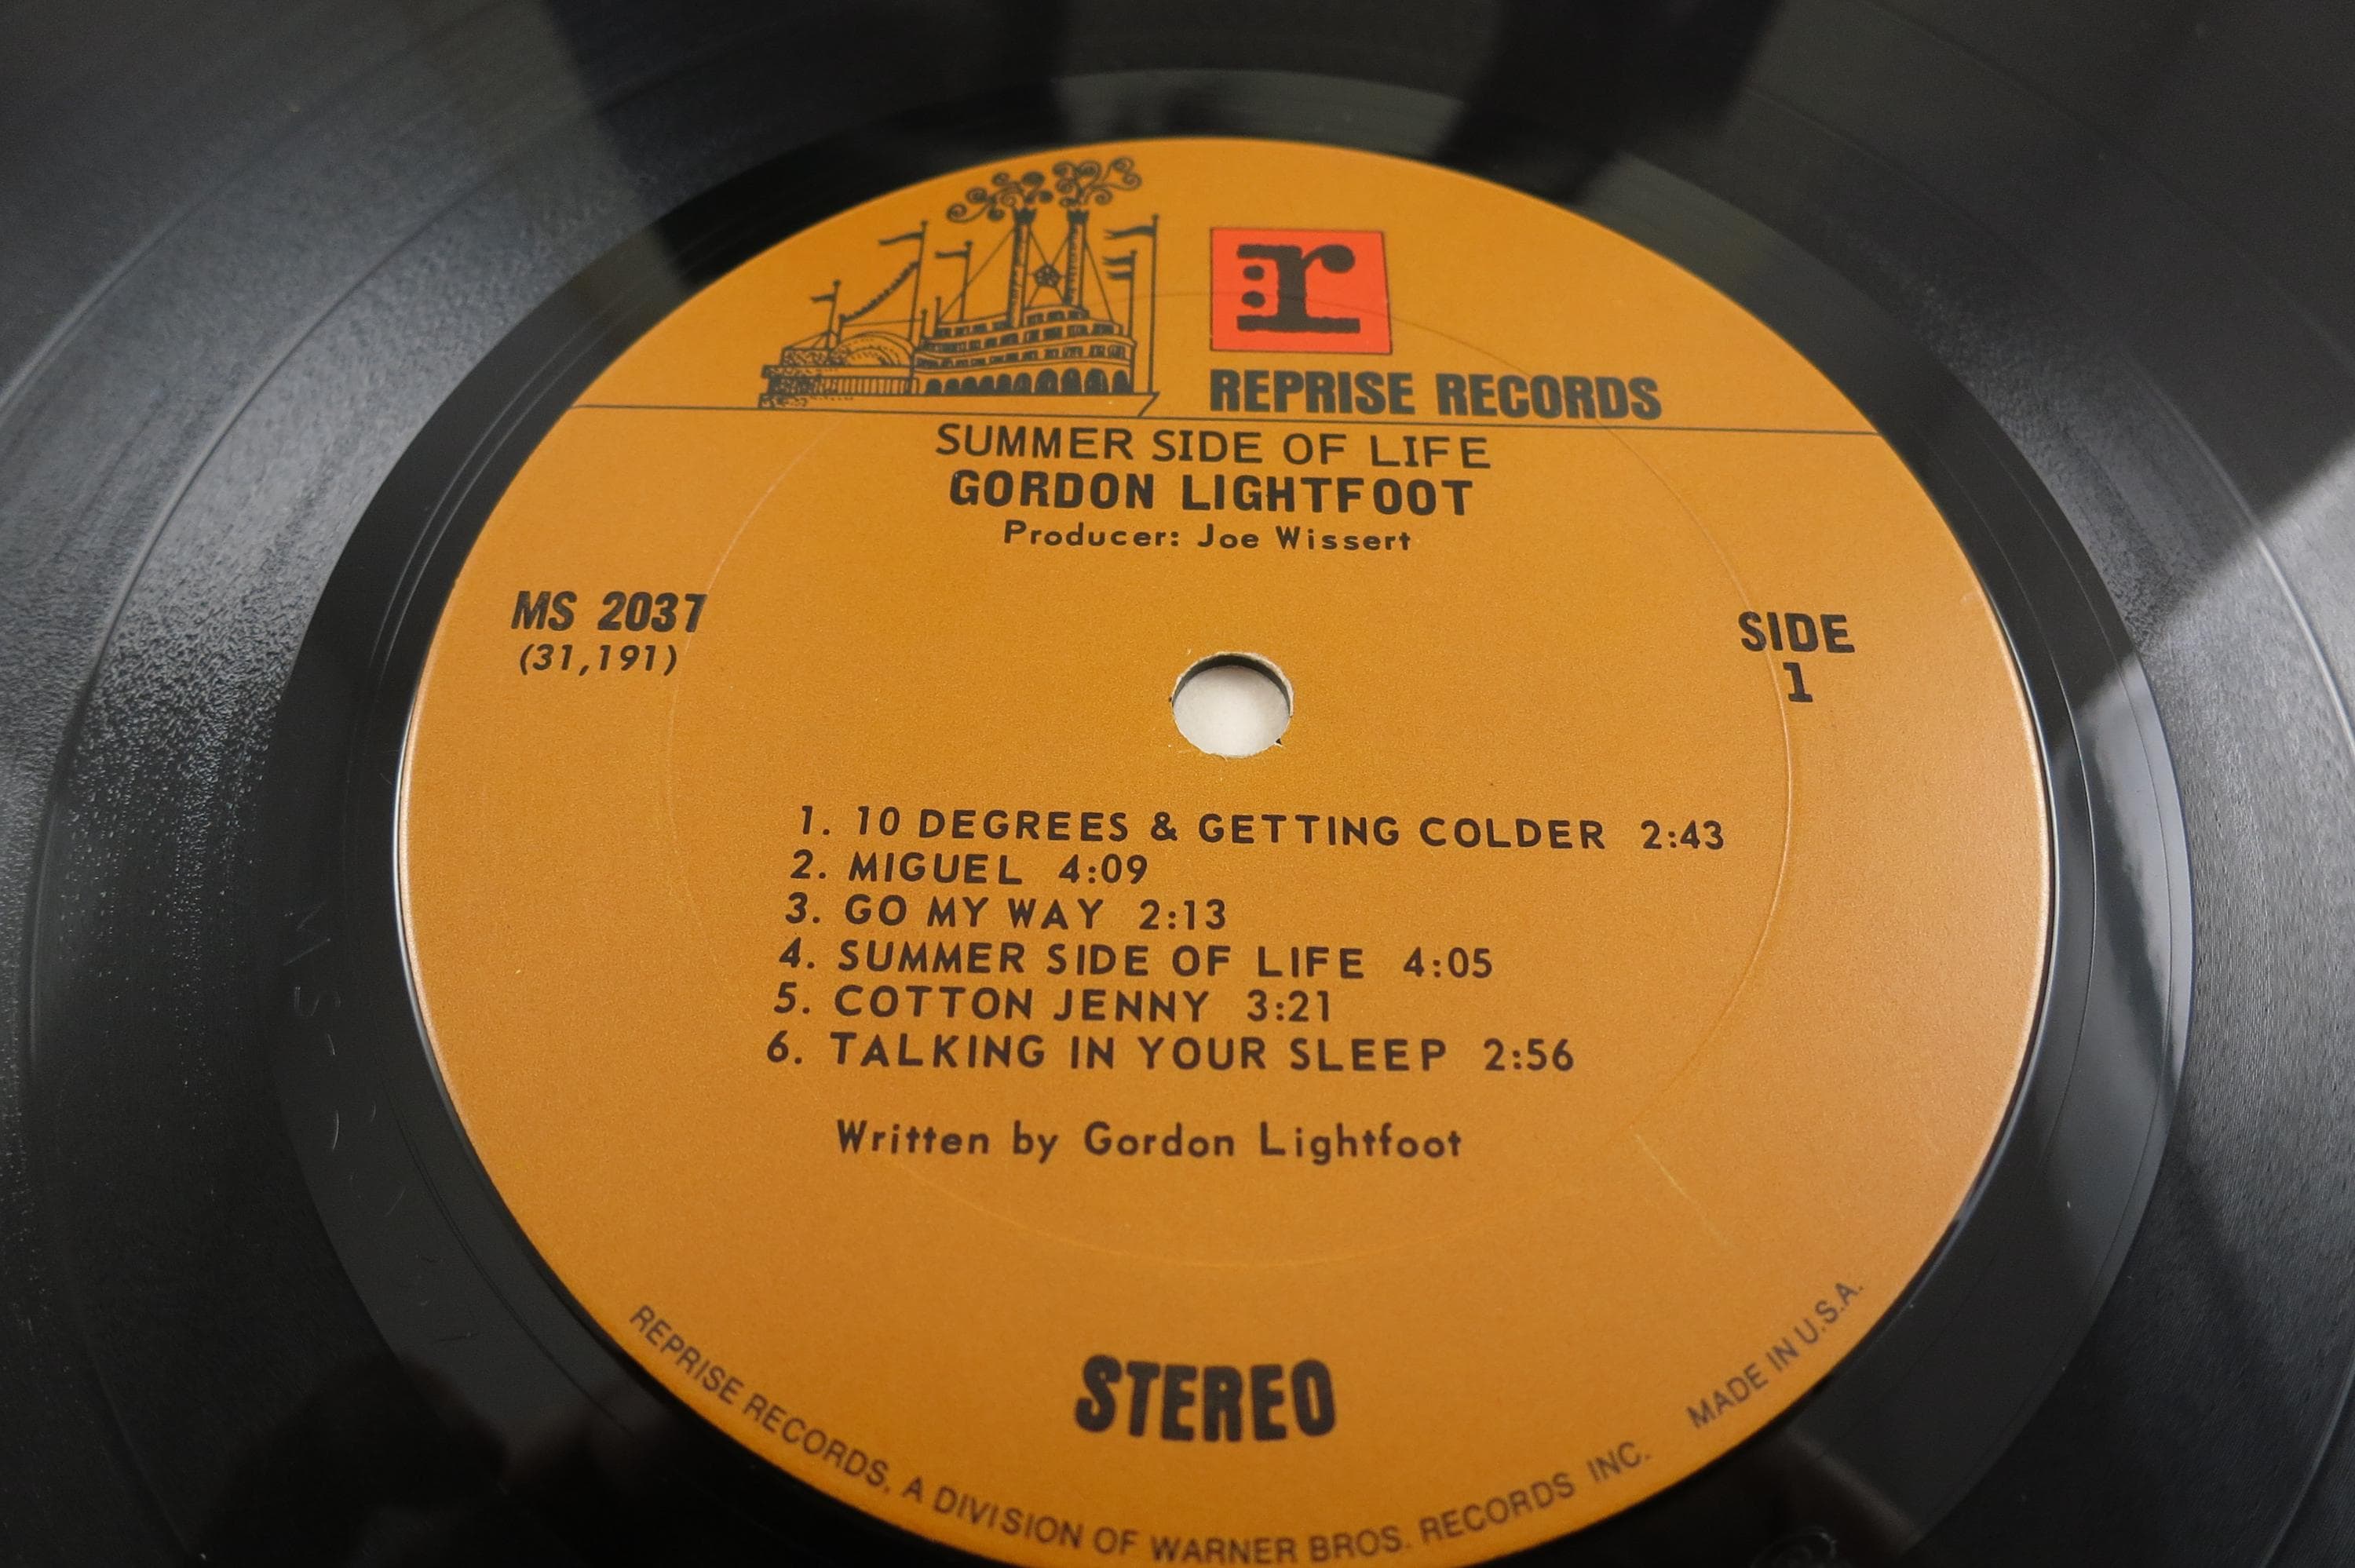 r:
REPRISE RECORDS
SUMMER SIDE OF LIFE
GORDON LIGHTFOOT
Producer: Joe Wissert
MS 2037
(31,191)
SIDE
1
1. 10 DEGREES & GETTING COLDER 2:43
2. MIGUEL 4:09
3. GO MY WAY 2:13
4. SUMMER SIDE OF LIFE 4:05
5. COTTON JENNY 3:21
6. TALKING IN YOUR SLEEP 2:56
Written by Gordon Lightfoot
STEREO
REPRISE RECORDS, A DIVISION OF WARNER BROS. RECORDS INC. MADE IN U.S.A.